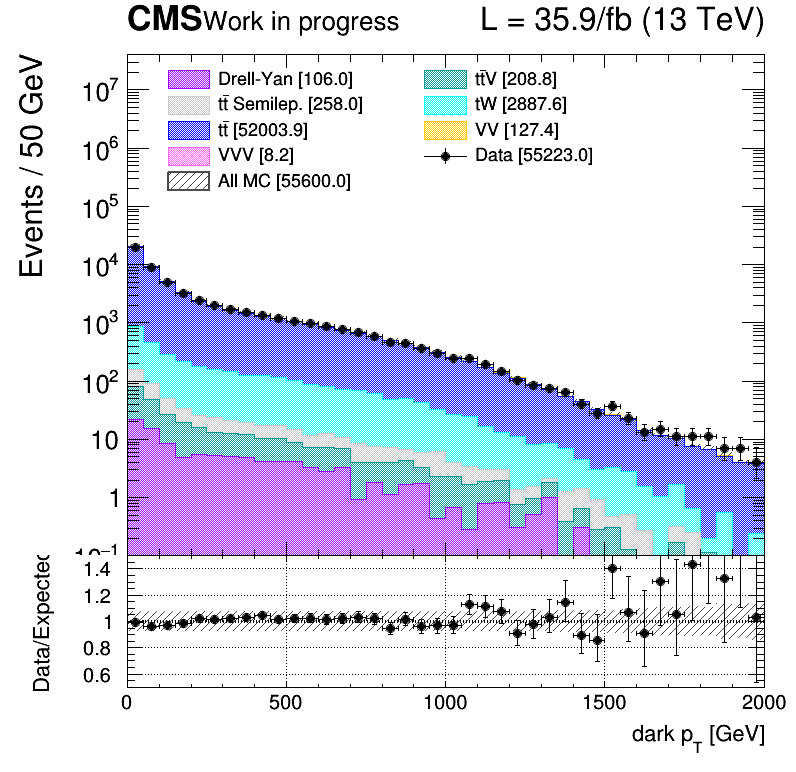 CMS Work in progress L = 35.9/fb (13 TeV)
Events / 50 GeV
Drell-Yan [106.0]
tt̄V [208.8]
tt̄ Semilep. [258.0]
tW [2887.6]
tt̄ [52003.9]
VV [127.4]
VVV [8.2]
Data [55223.0]
All MC [55600.0]
10⁷
10⁶
10⁵
10⁴
10³
10²
10
1
10⁻¹
Data/Expected
1.4
1.2
1
0.8
0.6
0 500 1000 1500 2000
dark p_T [GeV]